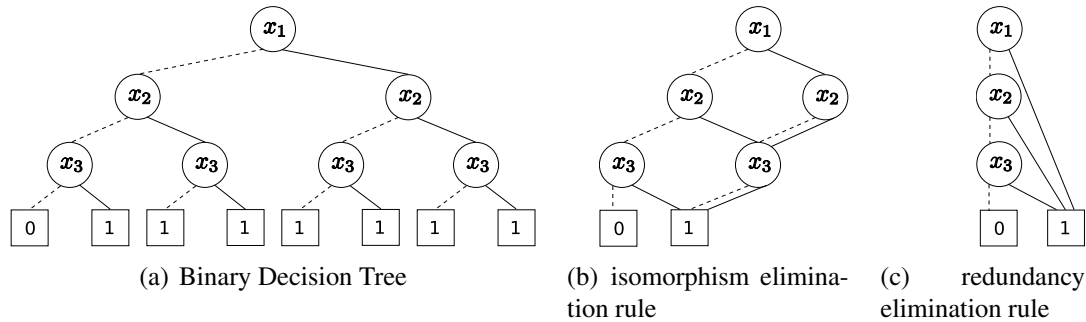 x1
x2 x2
x3 x3 x3 x3
0 1 1 1 1 1 1 1
(a) Binary Decision Tree
x1
x2 x2
x3 x3
0 1
(b) isomorphism elimina-
tion rule
x1
x2
x3
0 1
(c) redundancy
elimination rule